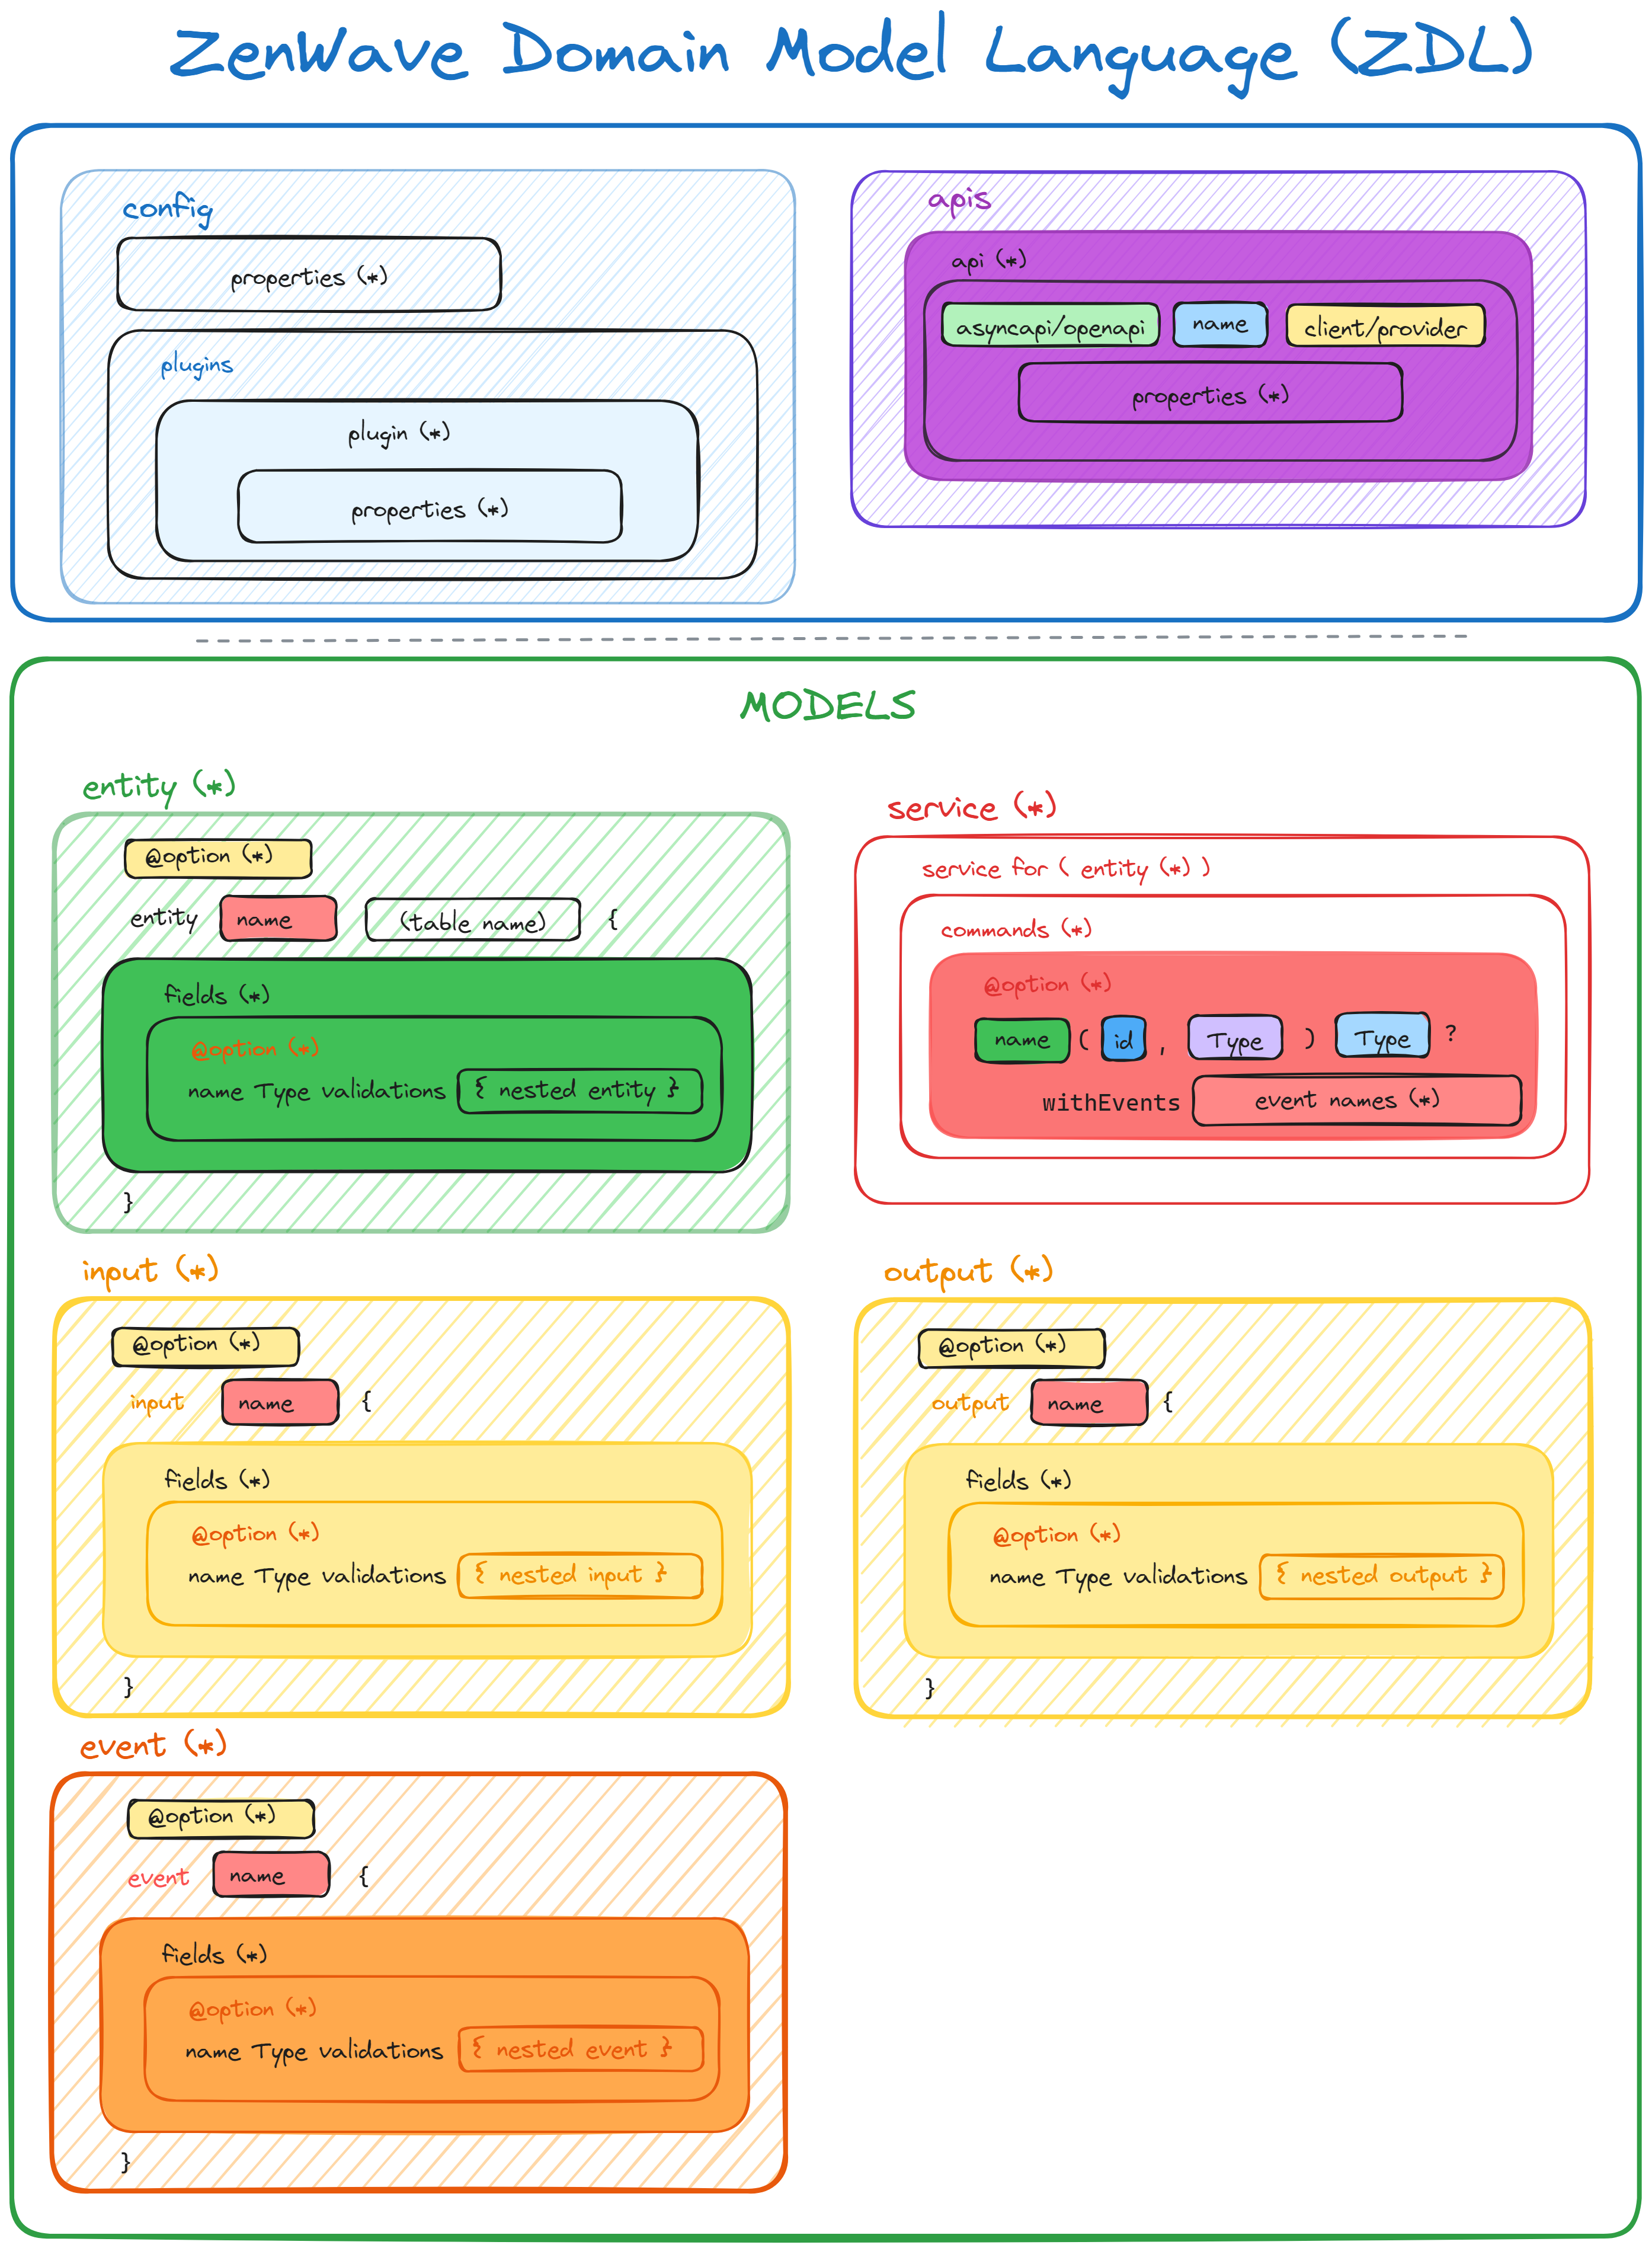 ZenWave Domain Model Language (ZDL)
config
properties (*)
plugins
plugin (*)
properties (*)
apis
api (*)
asyncapi/openapi name client/provider
properties (*)
MODELS
entity (*)
@option (*)
entity name (table name) {
fields (*)
@option (*)
name Type validations { nested entity }
}
service (*)
service for ( entity (*) )
commands (*)
@option (*)
name ( id , Type ) Type ?
withEvents event names (*)
input (*)
@option (*)
input name {
fields (*)
@option (*)
name Type validations { nested input }
}
output (*)
@option (*)
output name {
fields (*)
@option (*)
name Type validations { nested output }
}
event (*)
@option (*)
event name {
fields (*)
@option (*)
name Type validations { nested event }
}